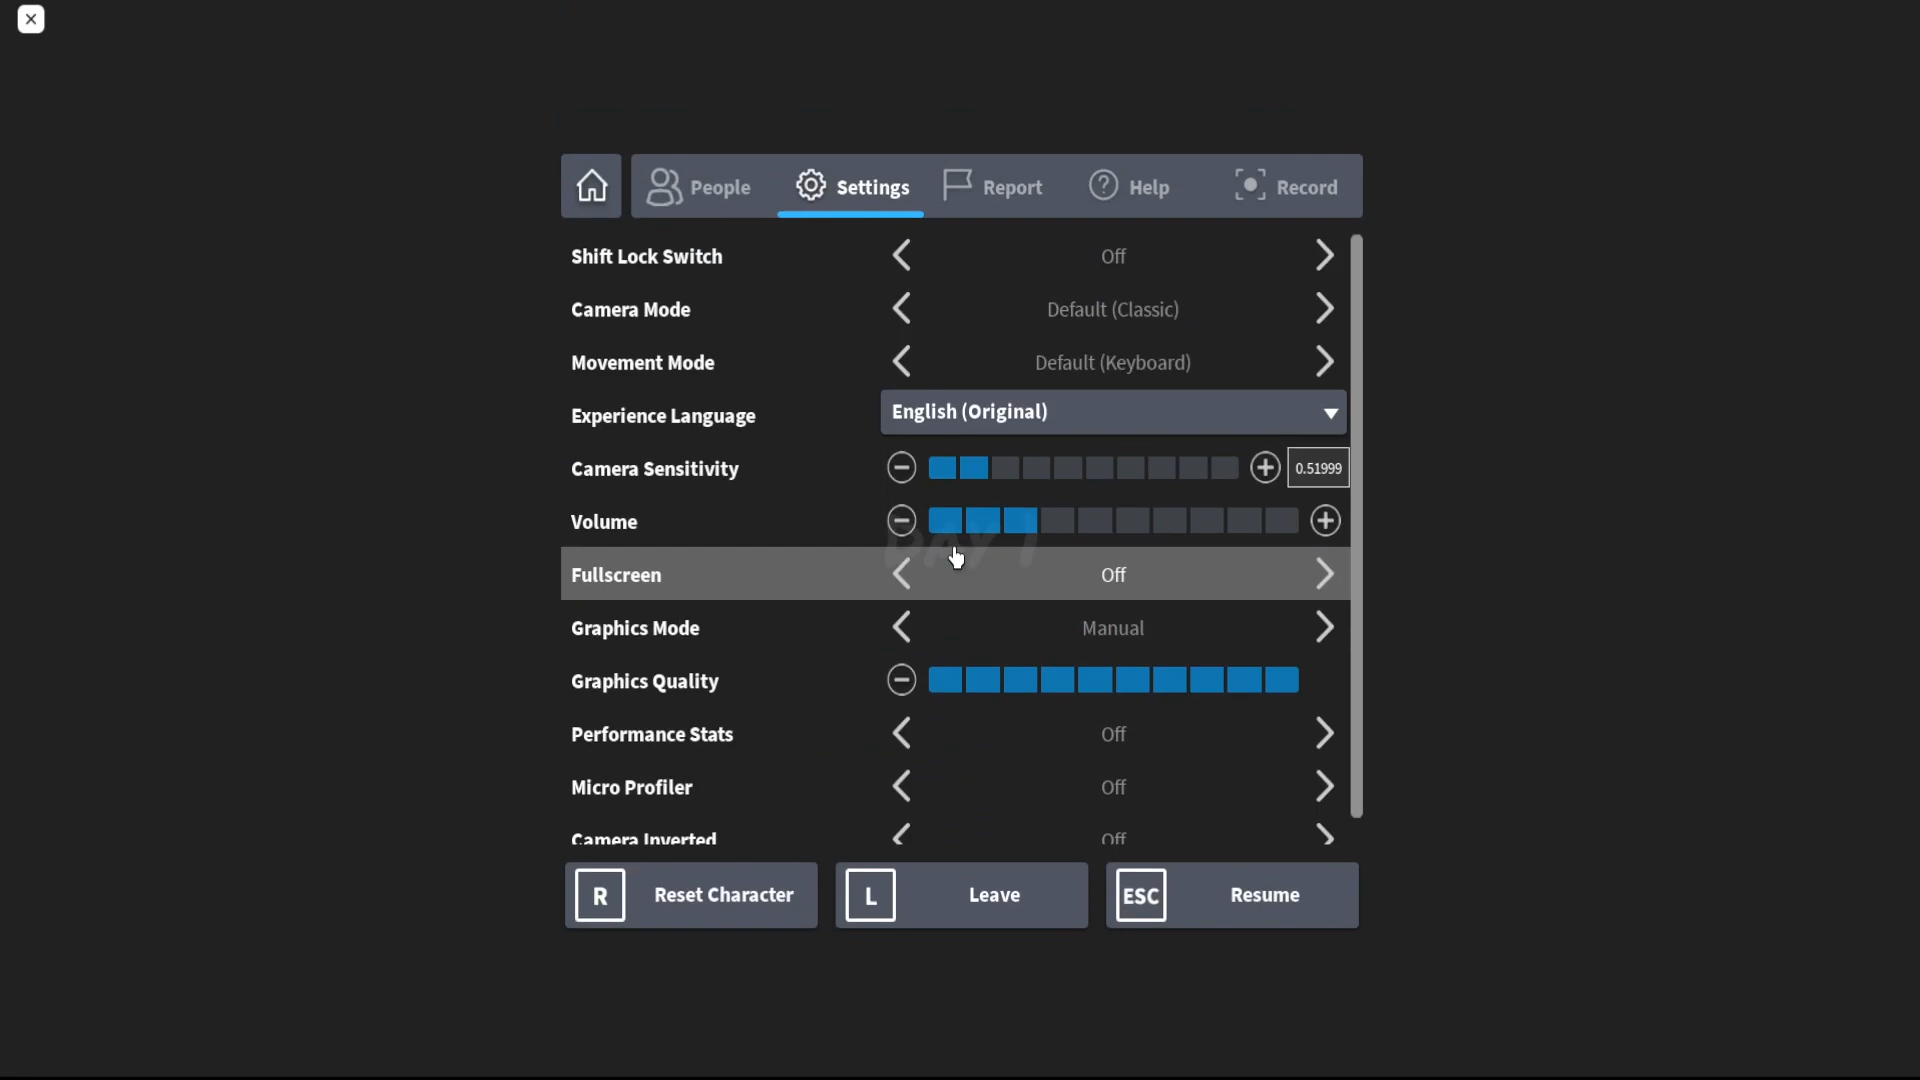 People Settings Report Help Record
Shift Lock Switch Off
Camera Mode Default (Classic)
Movement Mode Default (Keyboard)
Experience Language English (Original)
Camera Sensitivity 0.51999
Volume
DAY 1
Fullscreen Off
Graphics Mode Manual
Graphics Quality
Performance Stats Off
Micro Profiler Off
Camera Inverted Off
R Reset Character L Leave ESC Resume